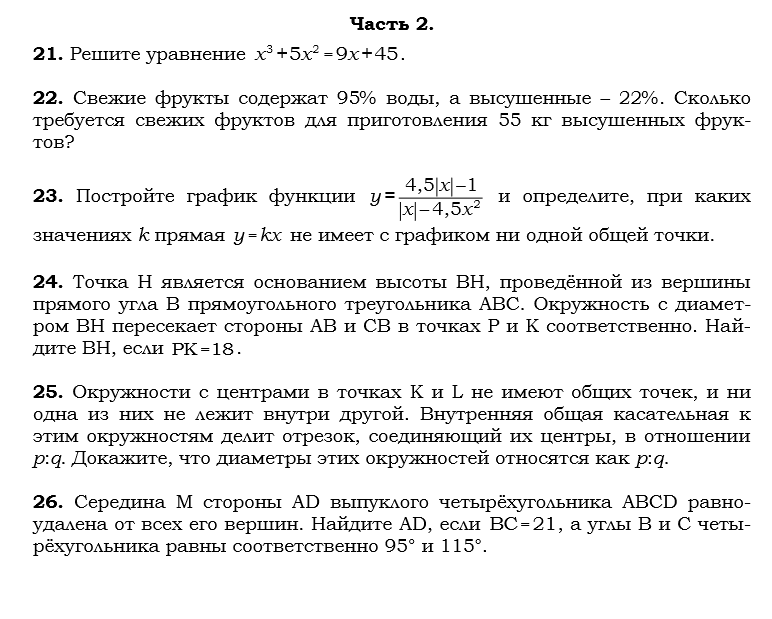 Часть 2.
21. Решите уравнение x³+5x²=9x+45.
22. Свежие фрукты содержат 95% воды, а высушенные – 22%. Сколько
требуется свежих фруктов для приготовления 55 кг высушенных фрук-
тов?
23. Постройте график функции y=(4,5|x|–1)/(|x|–4,5x²) и определите, при каких
значениях k прямая y=kx не имеет с графиком ни одной общей точки.
24. Точка H является основанием высоты BH, проведённой из вершины
прямого угла B прямоугольного треугольника ABC. Окружность с диамет-
ром BH пересекает стороны AB и CB в точках P и K соответственно. Най-
дите BH, если PK=18.
25. Окружности с центрами в точках K и L не имеют общих точек, и ни
одна из них не лежит внутри другой. Внутренняя общая касательная к
этим окружностям делит отрезок, соединяющий их центры, в отношении
p:q. Докажите, что диаметры этих окружностей относятся как p:q.
26. Середина M стороны AD выпуклого четырёхугольника ABCD равно-
удалена от всех его вершин. Найдите AD, если BC=21, а углы B и C четы-
рёхугольника равны соответственно 95° и 115°.